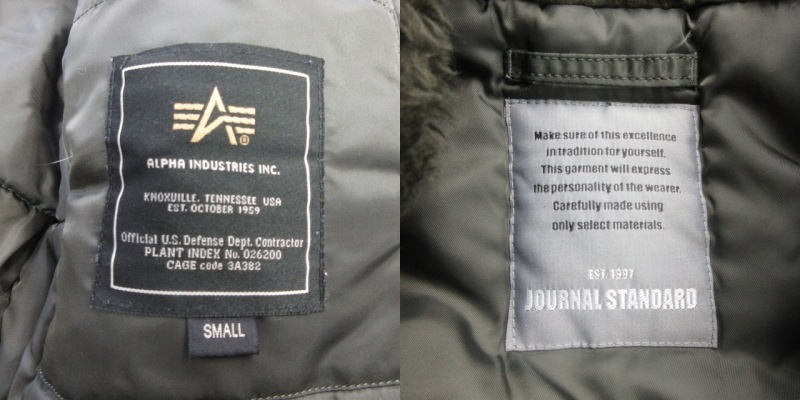 ALPHA INDUSTRIES INC.
KNOXVILLE, TENNESSEE USA
EST. OCTOBER 1959
Official U.S. Defense Dept. Contractor
PLANT INDEX No. 026200
CAGE code 3A382
SMALL
Make sure of this excellence
in tradition for yourself.
This garment will express
the personality of the wearer.
Carefully made using
only select materials.
EST. 1997
JOURNAL STANDARD